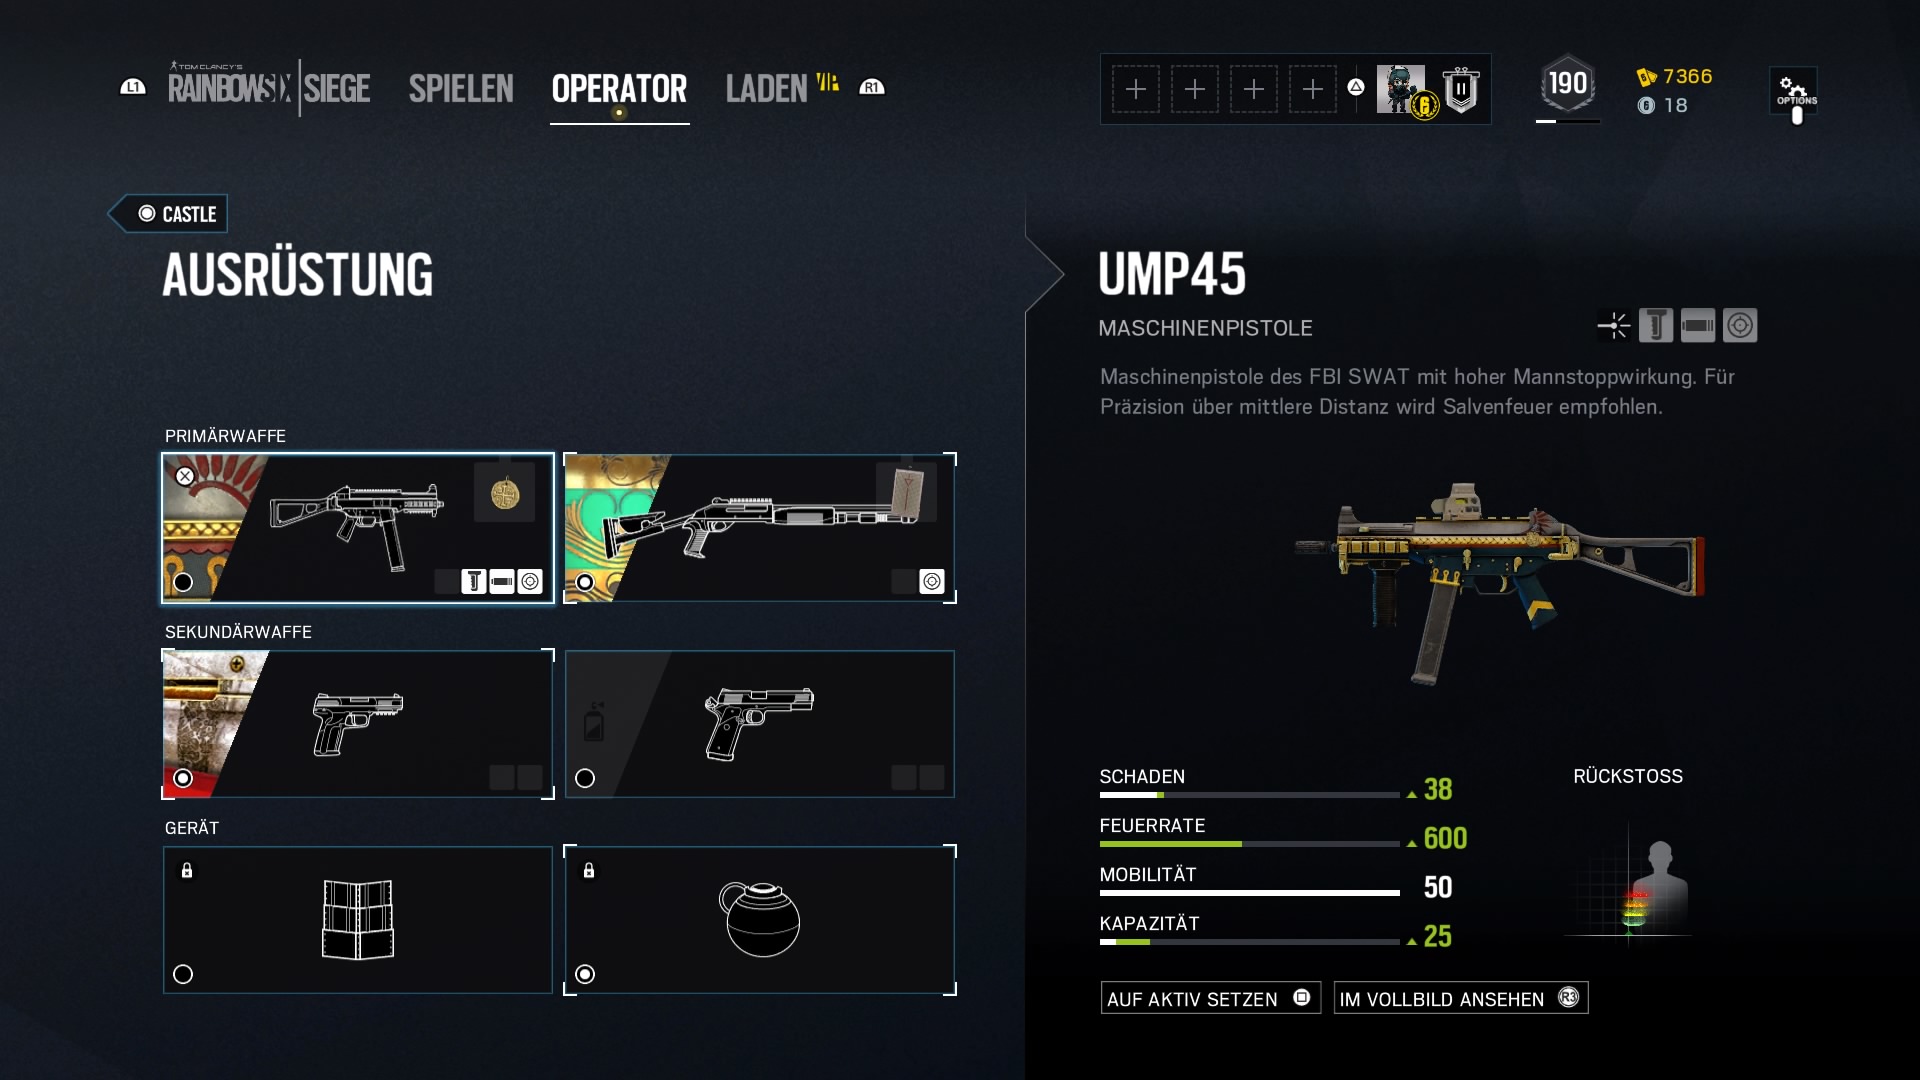 L1
TOM CLANCY'S
RAINBOWSIX | SIEGE
SPIELEN
OPERATOR
LADEN
R1
190
7366
18
OPTIONS
CASTLE
AUSRÜSTUNG
PRIMÄRWAFFE
SEKUNDÄRWAFFE
GERÄT
UMP45
MASCHINENPISTOLE
Maschinenpistole des FBI SWAT mit hoher Mannstoppwirkung. Für
Präzision über mittlere Distanz wird Salvenfeuer empfohlen.
SCHADEN
38
FEUERRATE
600
MOBILITÄT
50
KAPAZITÄT
25
RÜCKSTOSS
AUF AKTIV SETZEN
IM VOLLBILD ANSEHEN R3